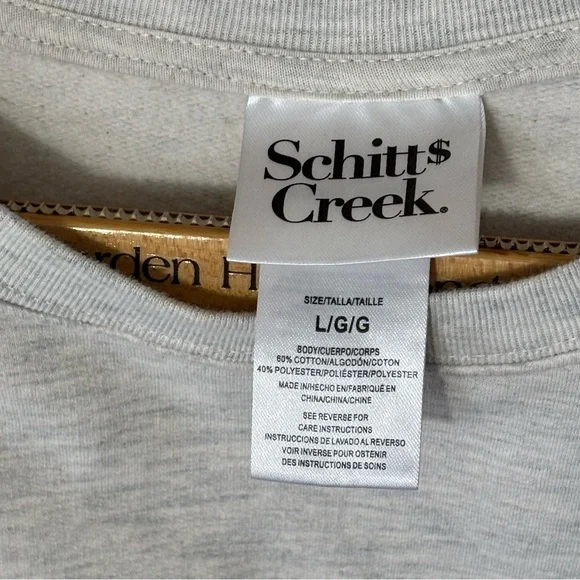 Schitt$
Creek.®
rden H
SIZE/TALLA/TAILLE
L/G/G
BODY/CUERPO/CORPS
60% COTTON/ALGODÓN/COTON
40% POLYESTER/POLIÉSTER/POLYESTER
MADE IN/HECHO EN/FABRIQUÉ EN
CHINA/CHINA/CHINE
SEE REVERSE FOR
CARE INSTRUCTIONS
INSTRUCCIONES DE LAVADO AL REVERSO
VOIR INVERSE POUR OBTENIR
DES INSTRUCTIONS DE SOINS